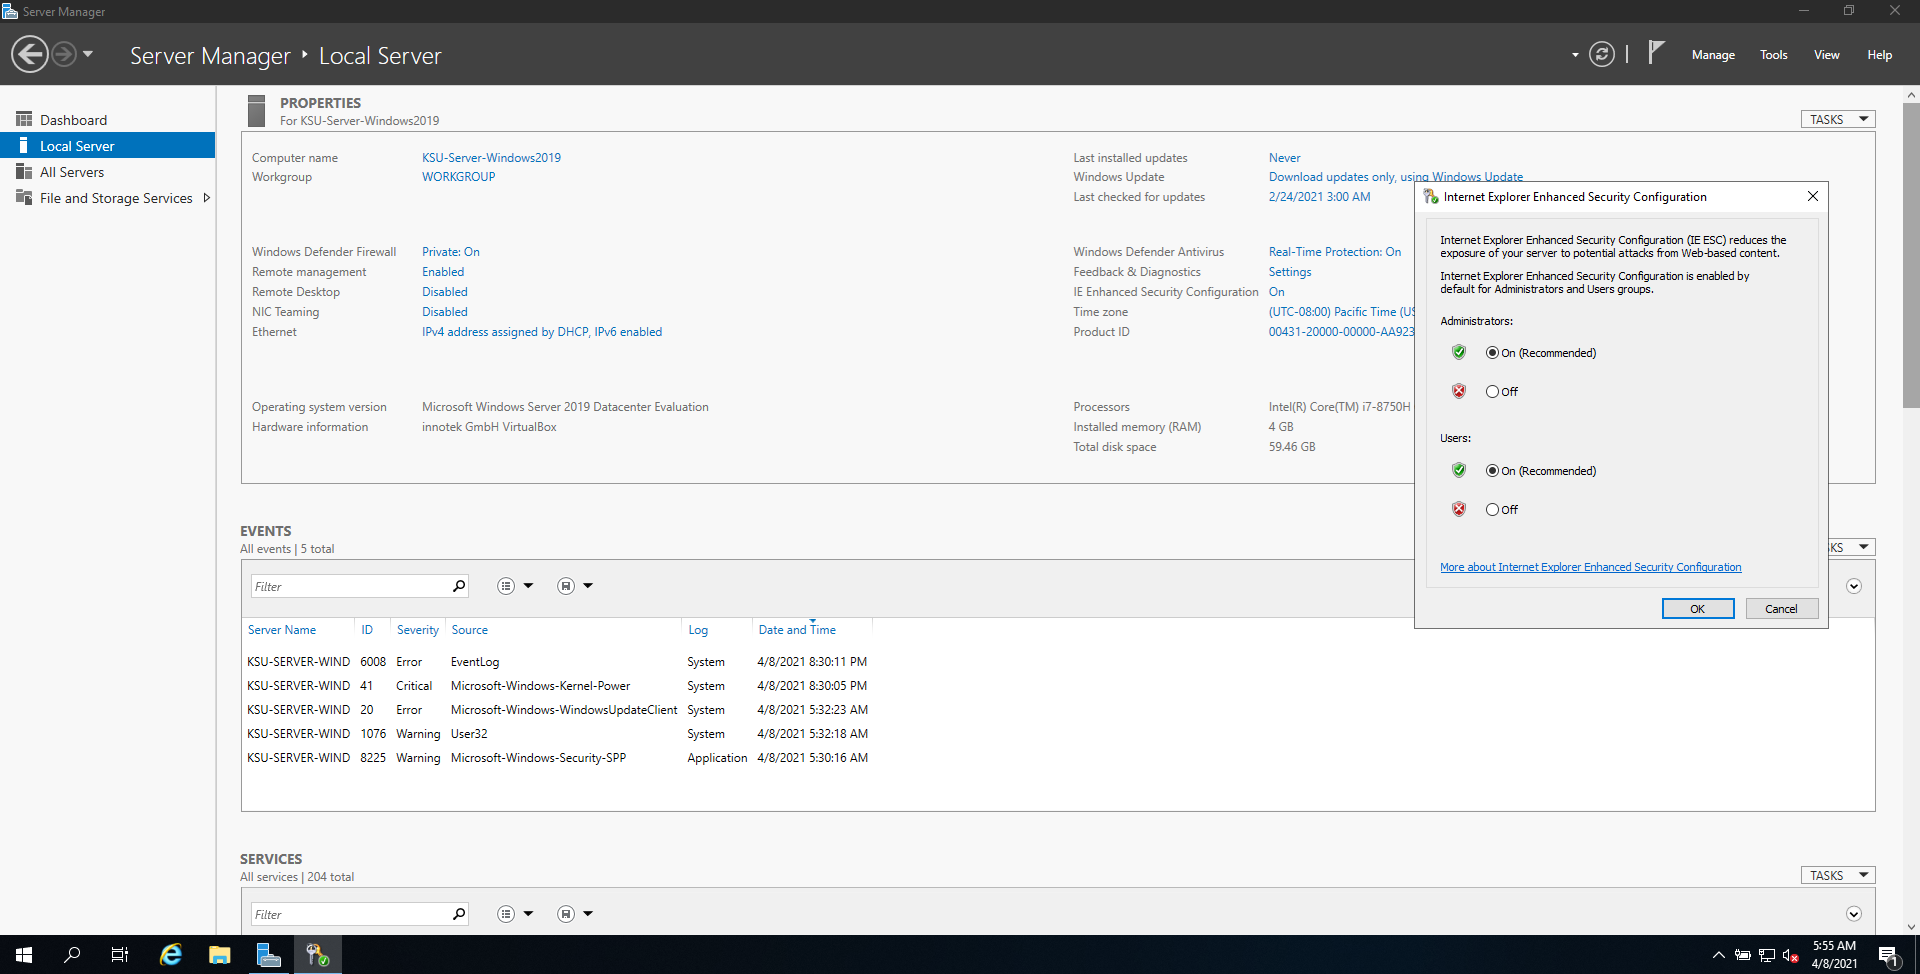 Server Manager
Server Manager ‣ Local Server
Manage Tools View Help
Dashboard
Local Server
All Servers
File and Storage Services
PROPERTIES
For KSU-Server-Windows2019
TASKS
Computer name KSU-Server-Windows2019
Workgroup WORKGROUP
Last installed updates Never
Windows Update Download updates only, using Windows Update
Last checked for updates 2/24/2021 3:00 AM
Windows Defender Firewall Private: On
Remote management Enabled
Remote Desktop Disabled
NIC Teaming Disabled
Ethernet IPv4 address assigned by DHCP, IPv6 enabled
Windows Defender Antivirus Real-Time Protection: On
Feedback & Diagnostics Settings
IE Enhanced Security Configuration On
Time zone (UTC-08:00) Pacific Time (US
Product ID 00431-20000-00000-AA923
Operating system version Microsoft Windows Server 2019 Datacenter Evaluation
Hardware information innotek GmbH VirtualBox
Processors Intel(R) Core(TM) i7-8750H
Installed memory (RAM) 4 GB
Total disk space 59.46 GB
Internet Explorer Enhanced Security Configuration
Internet Explorer Enhanced Security Configuration (IE ESC) reduces the
exposure of your server to potential attacks from Web-based content.
Internet Explorer Enhanced Security Configuration is enabled by
default for Administrators and Users groups.
Administrators:
On (Recommended)
Off
Users:
On (Recommended)
Off
More about Internet Explorer Enhanced Security Configuration
OK Cancel
EVENTS
All events | 5 total
KS
Filter
Server Name ID Severity Source Log Date and Time
KSU-SERVER-WIND 6008 Error EventLog System 4/8/2021 8:30:11 PM
KSU-SERVER-WIND 41 Critical Microsoft-Windows-Kernel-Power System 4/8/2021 8:30:05 PM
KSU-SERVER-WIND 20 Error Microsoft-Windows-WindowsUpdateClient System 4/8/2021 5:32:23 AM
KSU-SERVER-WIND 1076 Warning User32 System 4/8/2021 5:32:18 AM
KSU-SERVER-WIND 8225 Warning Microsoft-Windows-Security-SPP Application 4/8/2021 5:30:16 AM
SERVICES
All services | 204 total
TASKS
Filter
5:55 AM
4/8/2021
1